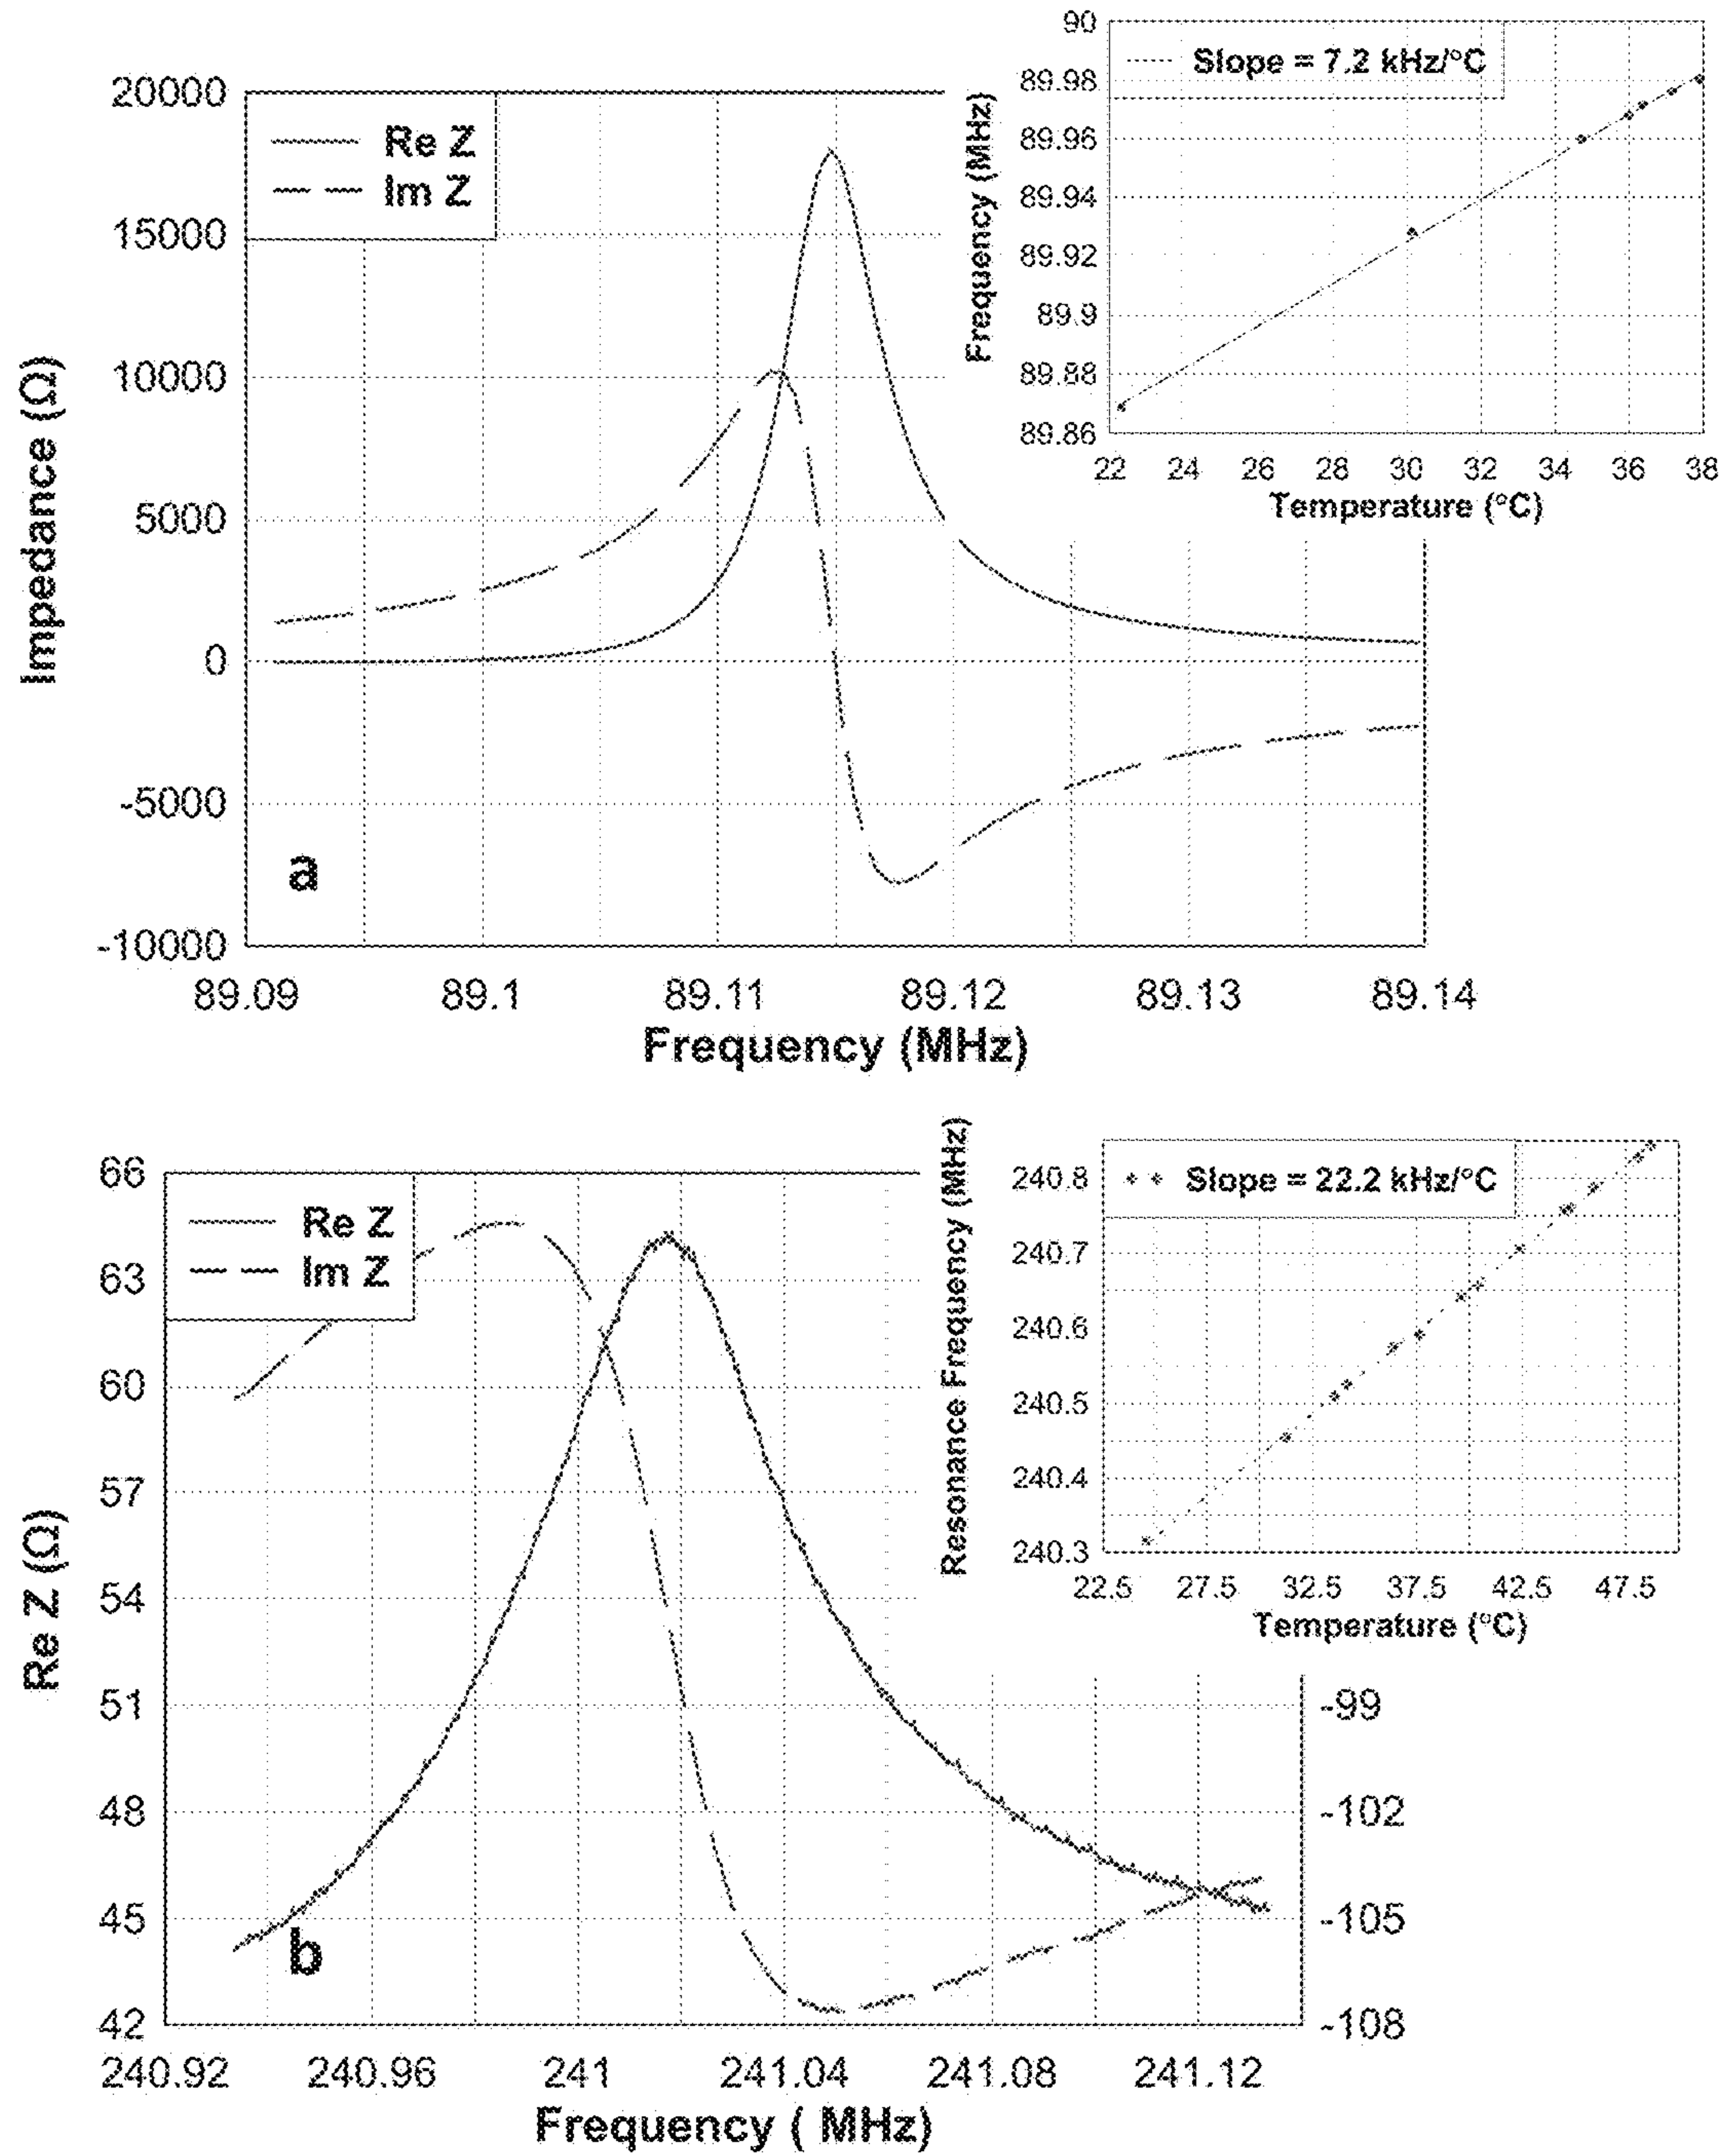 90
Slope = 7.2 kHz/°C
89.98
89.96
89.94
89.92
89.9
89.88
89.86
Frequency (MHz)
22 24 26 28 30 32 34 36 38
Temperature (°C)
20000
15000
10000
5000
0
-5000
-10000
Impedance (Ω)
Re Z
Im Z
a
89.09 89.1 89.11 89.12 89.13 89.14
Frequency (MHz)
Resonance Frequency (MHz)
Slope = 22.2 kHz/°C
240.8
240.7
240.6
240.5
240.4
240.3
22.5 27.5 32.5 37.5 42.5 47.5
Temperature (°C)
66
63
60
57
54
51
48
45
42
Re Z (Ω)
Re Z
Im Z
b
-99
-102
-105
-108
240.92 240.96 241 241.04 241.08 241.12
Frequency ( MHz)